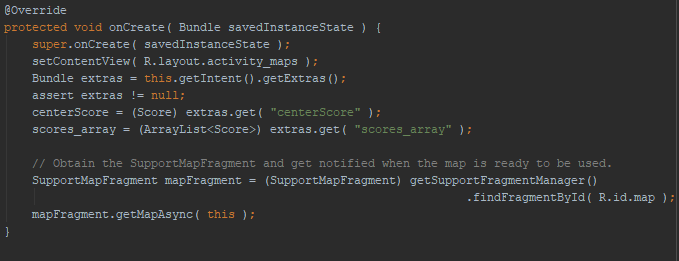 @Override
protected void onCreate( Bundle savedInstanceState ) {
    super.onCreate( savedInstanceState );
    setContentView( R.layout.activity_maps );
    Bundle extras = this.getIntent().getExtras();
    assert extras != null;
    centerScore = (Score) extras.get( "centerScore" );
    scores_array = (ArrayList<Score>) extras.get( "scores_array" );

    // Obtain the SupportMapFragment and get notified when the map is ready to be used.
    SupportMapFragment mapFragment = (SupportMapFragment) getSupportFragmentManager()
                                                                  .findFragmentById( R.id.map );
    mapFragment.getMapAsync( this );
}